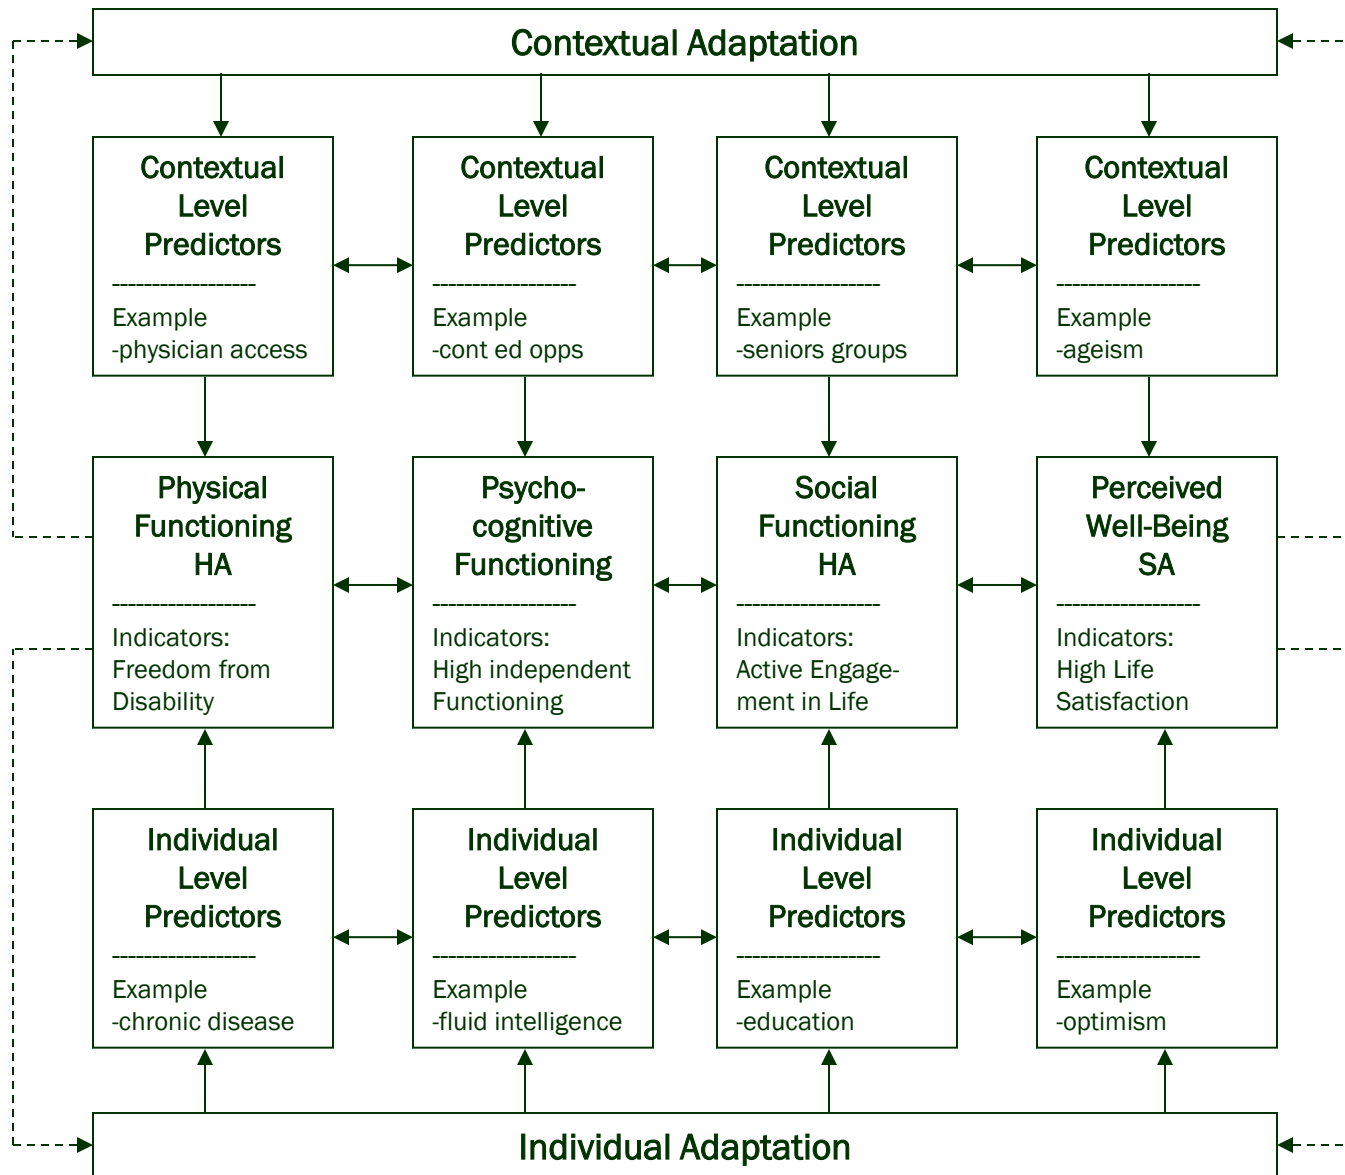 Contextual Adaptation
Contextual
Level
Predictors
------------------
Example
-physician access
Contextual
Level
Predictors
------------------
Example
-cont ed opps
Contextual
Level
Predictors
------------------
Example
-seniors groups
Contextual
Level
Predictors
------------------
Example
-ageism
Physical
Functioning
HA
------------------
Indicators:
Freedom from
Disability
Psycho-
cognitive
Functioning
------------------
Indicators:
High independent
Functioning
Social
Functioning
HA
------------------
Indicators:
Active Engage-
ment in Life
Perceived
Well-Being
SA
------------------
Indicators:
High Life
Satisfaction
Individual
Level
Predictors
------------------
Example
-chronic disease
Individual
Level
Predictors
------------------
Example
-fluid intelligence
Individual
Level
Predictors
------------------
Example
-education
Individual
Level
Predictors
------------------
Example
-optimism
Individual Adaptation